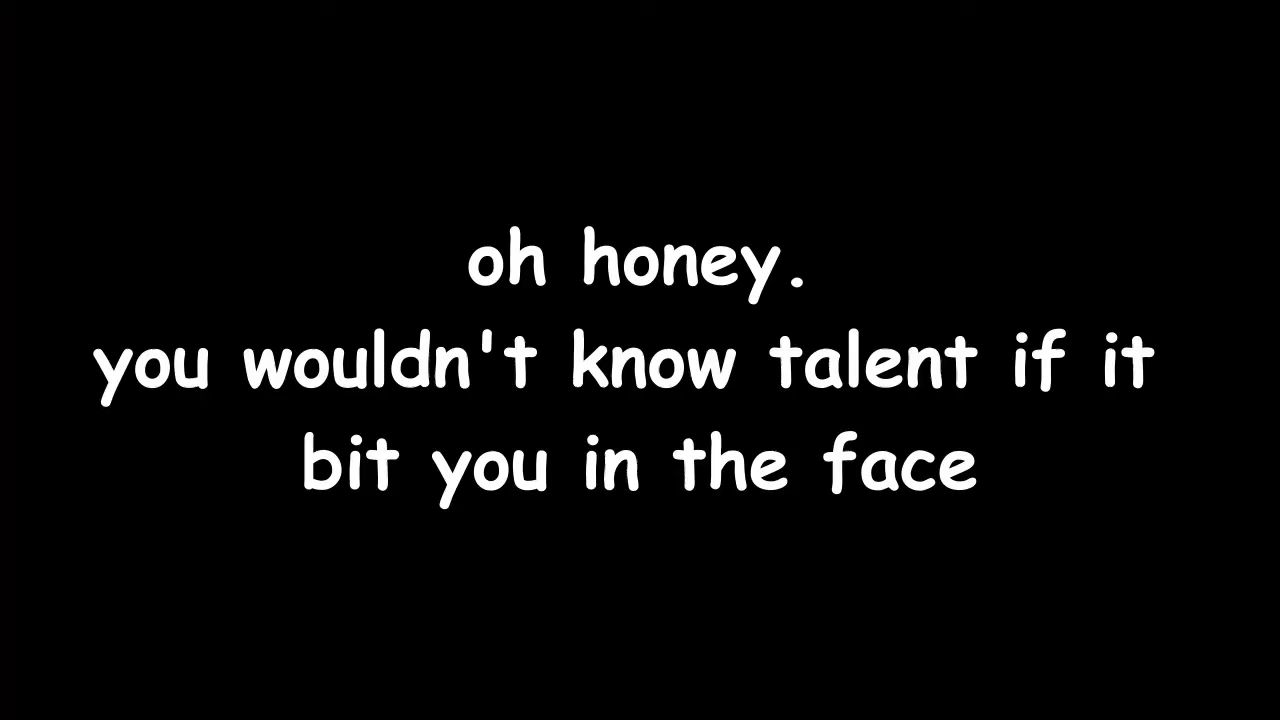 oh honey.
you wouldn't know talent if it
bit you in the face